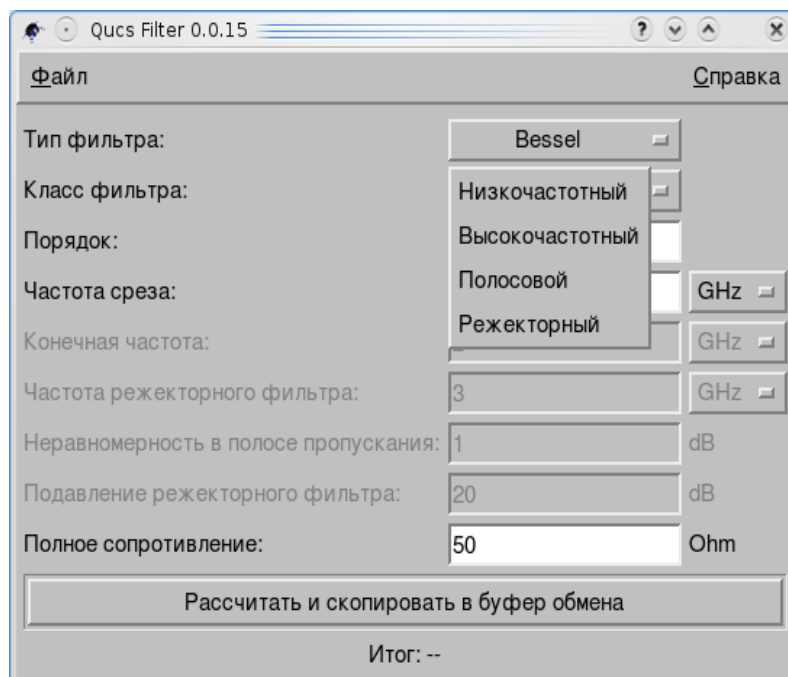 Qucs Filter 0.0.15
Файл Справка
Тип фильтра: Bessel
Класс фильтра:
Низкочастотный
Высокочастотный
Полосовой
Режекторный
Порядок:
Частота среза: GHz
Конечная частота: GHz
Частота режекторного фильтра: 3 GHz
Неравномерность в полосе пропускания: 1 dB
Подавление режекторного фильтра: 20 dB
Полное сопротивление: 50 Ohm
Рассчитать и скопировать в буфер обмена
Итог: --